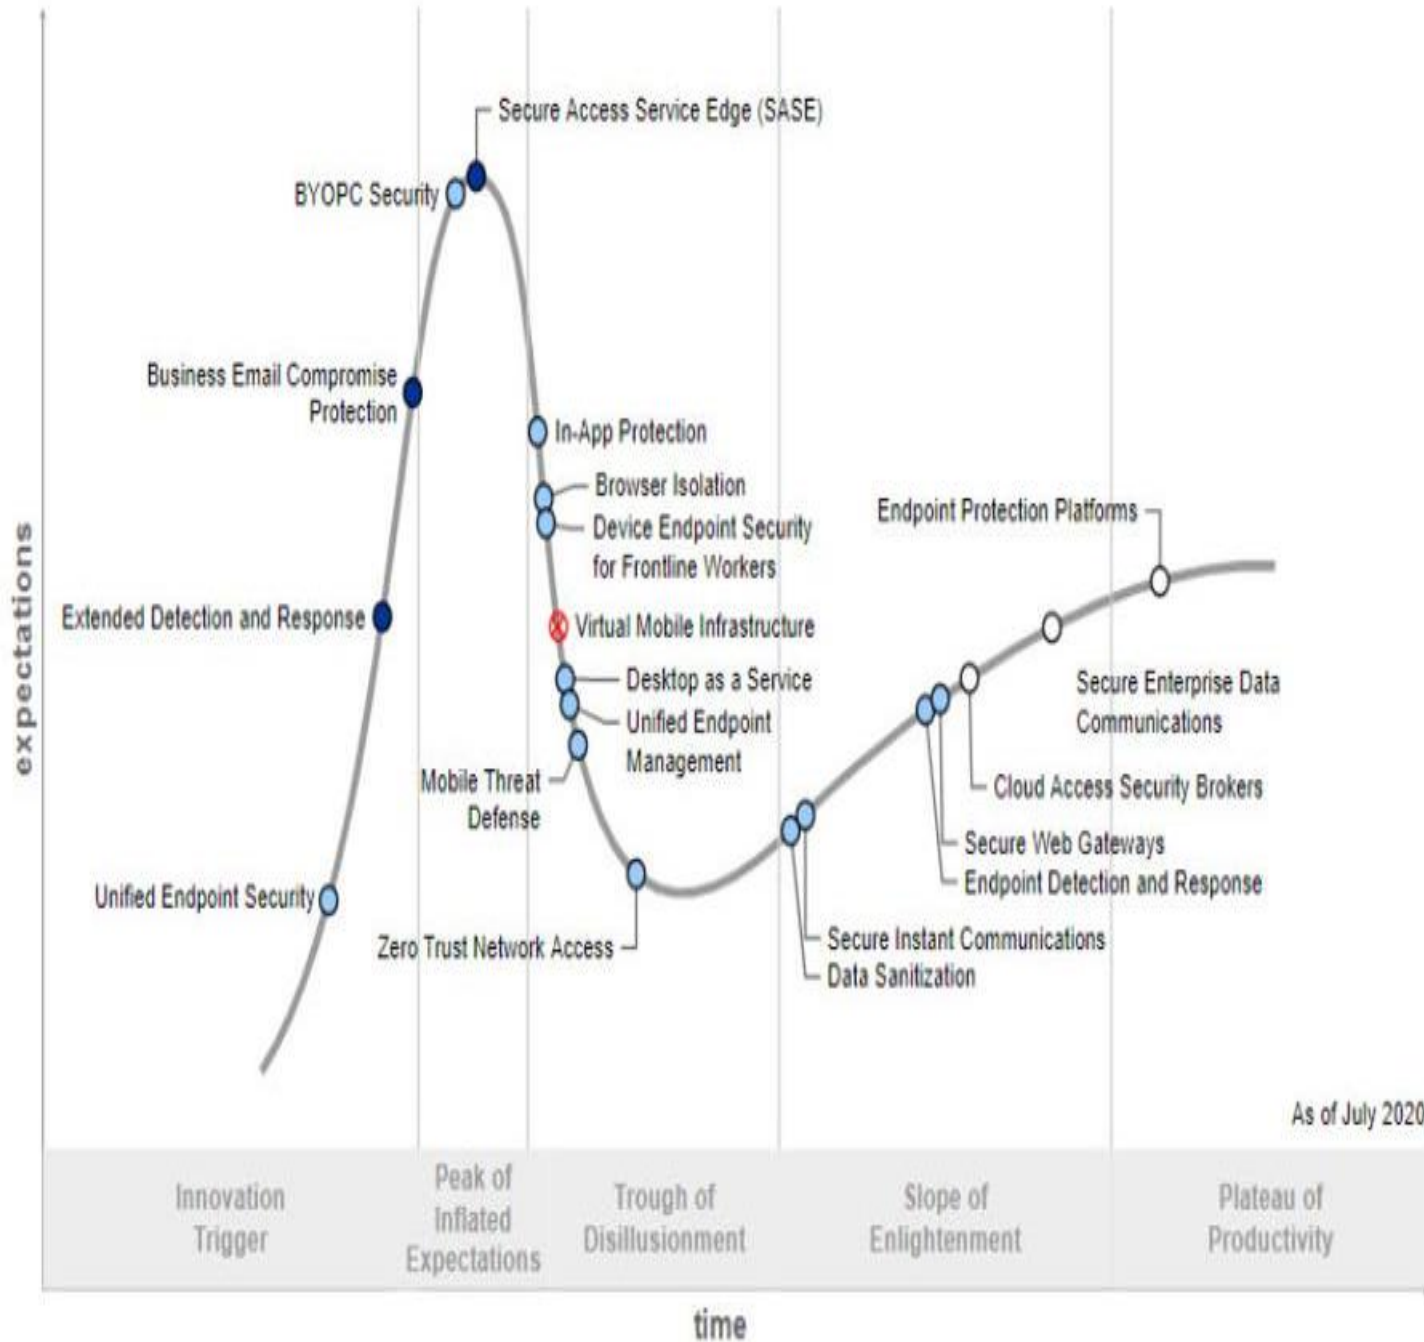 Secure Access Service Edge (SASE)
BYOPC Security
Business Email Compromise
Protection
In-App Protection
Browser Isolation
Device Endpoint Security
for Frontline Workers
Endpoint Protection Platforms
Extended Detection and Response
Virtual Mobile Infrastructure
Desktop as a Service
Unified Endpoint
Management
Mobile Threat
Defense
Secure Enterprise Data
Communications
Cloud Access Security Brokers
Secure Web Gateways
Endpoint Detection and Response
Unified Endpoint Security
Zero Trust Network Access
Secure Instant Communications
Data Sanitization
expectations
As of July 2020
Innovation
Trigger
Peak of
Inflated
Expectations
Trough of
Disillusionment
Slope of
Enlightenment
Plateau of
Productivity
time